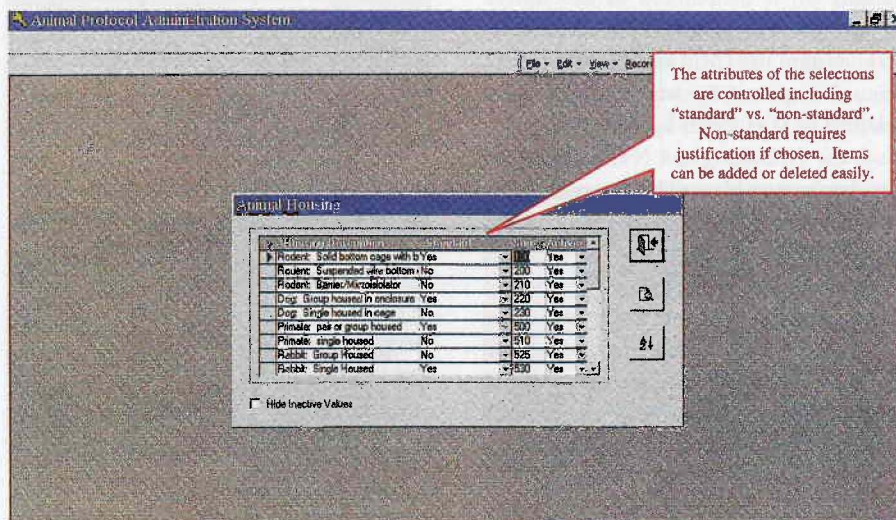 Animal Protocol Administration System
File Edit View Recor
The attributes of the selections
are controlled including
“standard” vs. “non-standard”.
Non-standard requires
justification if chosen. Items
can be added or deleted easily.
Animal Housing
Housing Description Standard Active
Rodent: Solid bottom cage with b Yes Yes
Rodent: Suspended wire bottom No 200 Yes
Rodent: Barrier/Microisolator No 210 Yes
Dog: Group housed in enclosure Yes 220 Yes
Dog: Single housed in cage No 230 Yes
Primate: pair or group housed Yes 500 Yes
Primate: single housed No 510 Yes
Rabbit: Group Housed No 525 Yes
Rabbit: Single Housed Yes 530 Yes
Hide Inactive Values